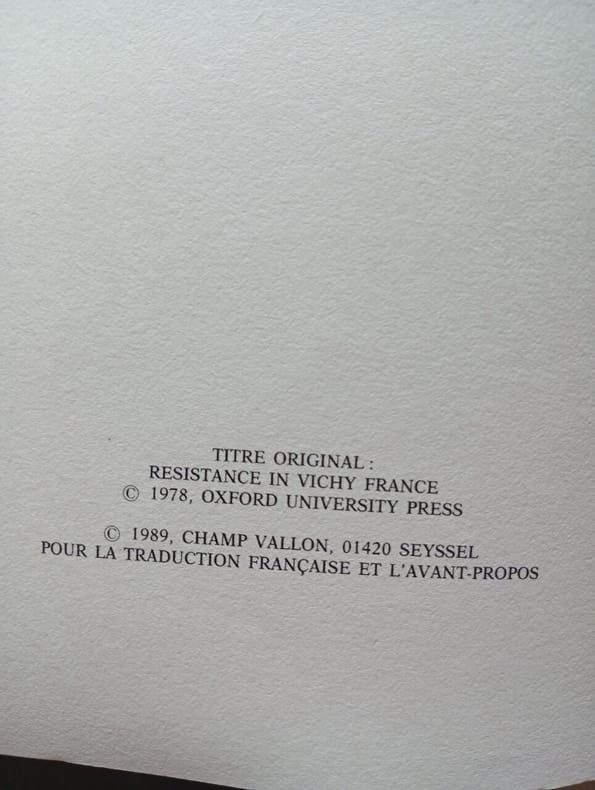 TITRE ORIGINAL :
RESISTANCE IN VICHY FRANCE
© 1978, OXFORD UNIVERSITY PRESS
© 1989, CHAMP VALLON, 01420 SEYSSEL
POUR LA TRADUCTION FRANÇAISE ET L'AVANT-PROPOS